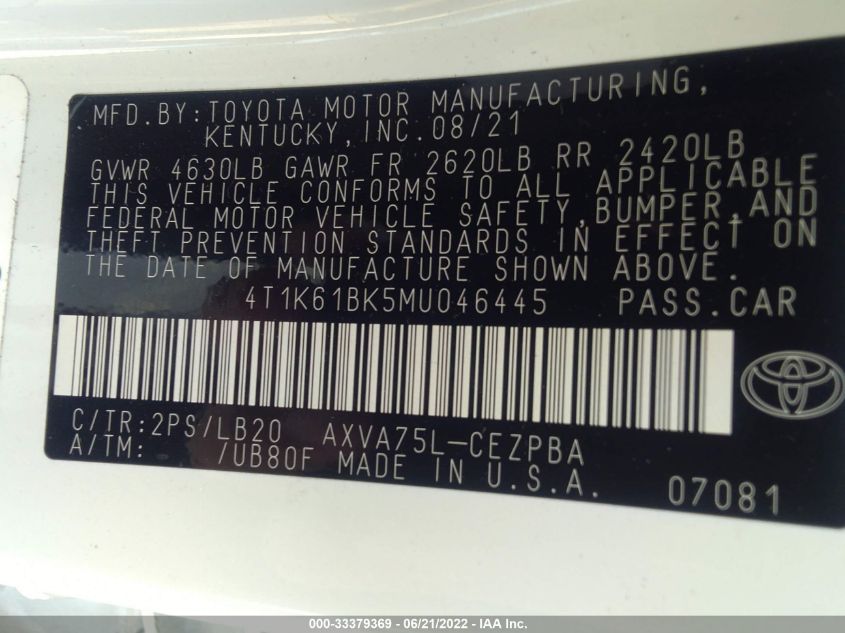 MFD.BY:TOYOTA MOTOR MANUFACTURING,
KENTUCKY,INC.08/21
GVWR 4630LB GAWR FR 2620LB RR 2420LB
THIS VEHICLE CONFORMS TO ALL APPLICABLE
FEDERAL MOTOR VEHICLE SAFETY,BUMPER,AND
THEFT PREVENTION STANDARDS IN EFFECT ON
THE DATE OF MANUFACTURE SHOWN ABOVE.
4T1K61BK5MU046445 PASS.CAR
C/TR:2PS/LB20 AXVA75L-CEZPBA
A/TM: /UB80F MADE IN U.S.A. 07081
000-33379369 - 06/21/2022 - IAA Inc.